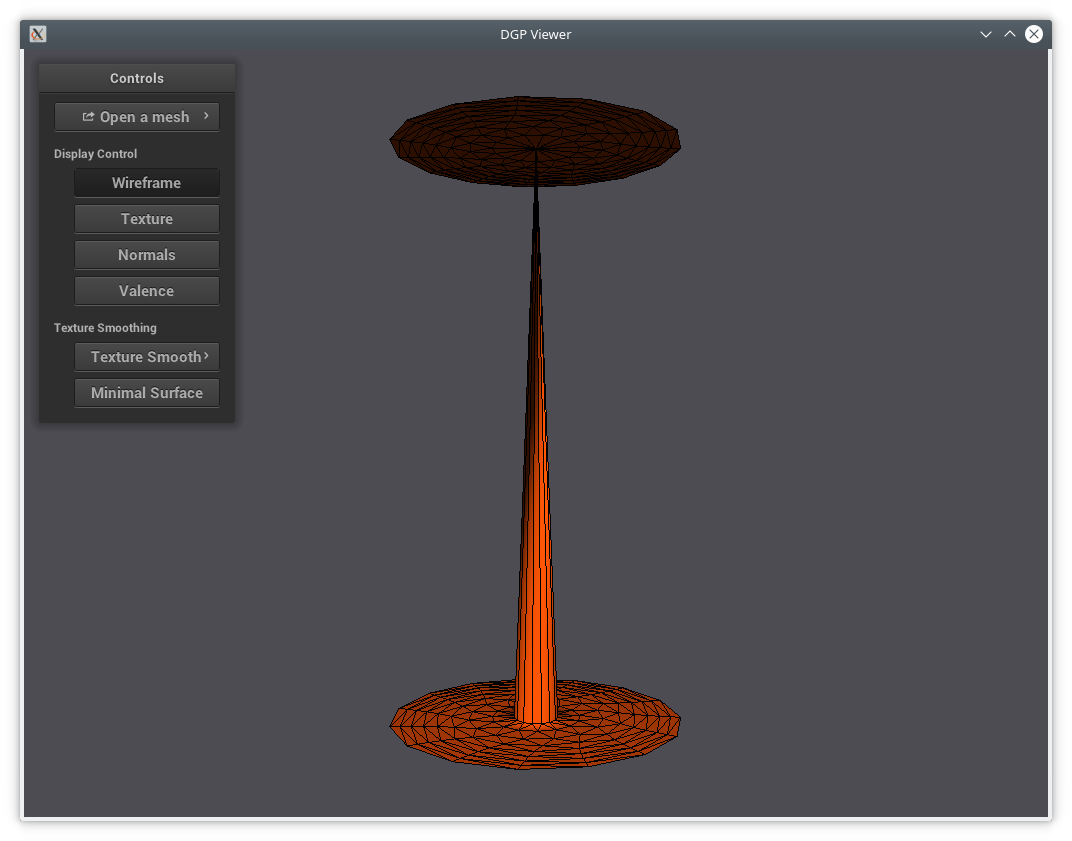 DGP Viewer
Controls
Open a mesh
Display Control
Wireframe
Texture
Normals
Valence
Texture Smoothing
Texture Smooth
Minimal Surface